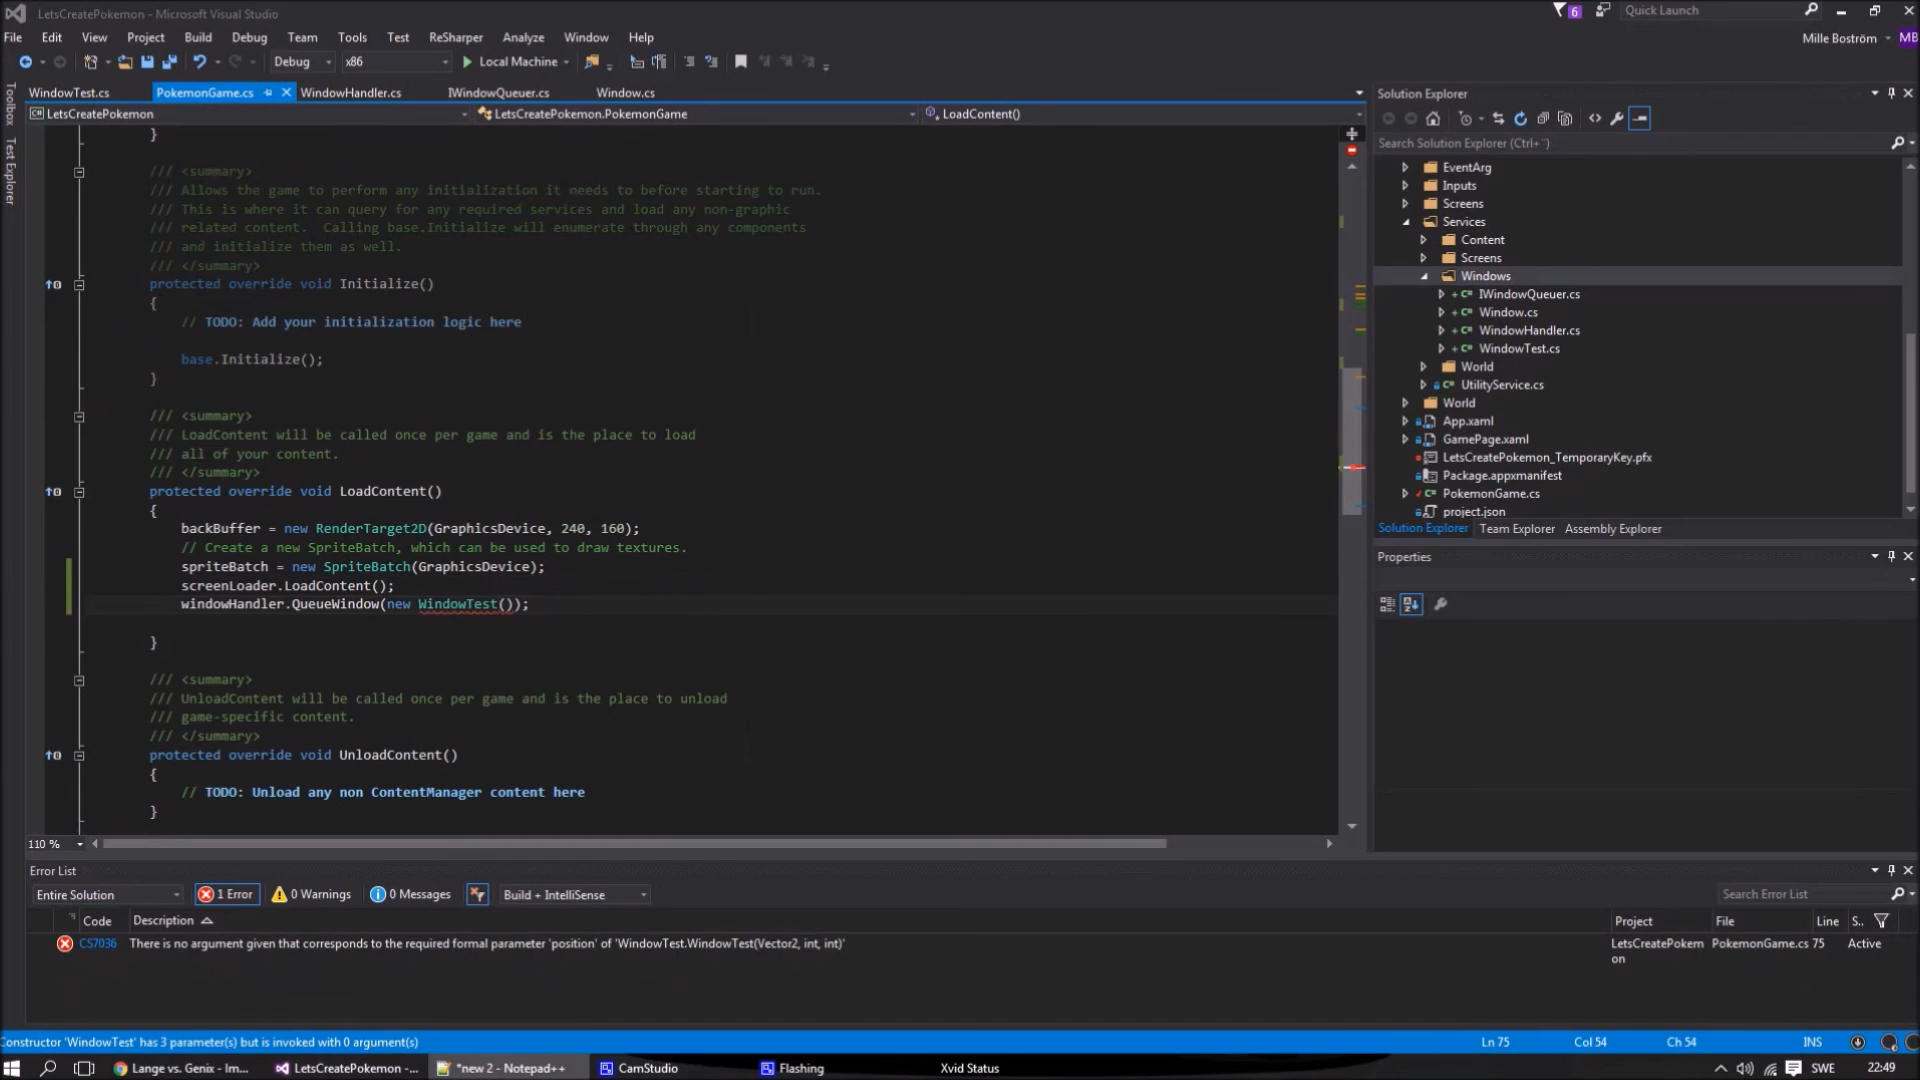 LetsCreatePokemon - Microsoft Visual Studio
6
Quick Launch
File Edit View Project Build Debug Team Tools Test ReSharper Analyze Window Help
Mille Boström
MB
Debug
x86
Local Machine
Toolbox
Test Explorer
WindowTest.cs
PokemonGame.cs
WindowHandler.cs
IWindowQueuer.cs
Window.cs
LetsCreatePokemon
LetsCreatePokemon.PokemonGame
LoadContent()
}
/// <summary>
/// Allows the game to perform any initialization it needs to before starting to run.
/// This is where it can query for any required services and load any non-graphic
/// related content.  Calling base.Initialize will enumerate through any components
/// and initialize them as well.
/// </summary>
protected override void Initialize()
{
// TODO: Add your initialization logic here
base.Initialize();
}
/// <summary>
/// LoadContent will be called once per game and is the place to load
/// all of your content.
/// </summary>
protected override void LoadContent()
{
backBuffer = new RenderTarget2D(GraphicsDevice, 240, 160);
// Create a new SpriteBatch, which can be used to draw textures.
spriteBatch = new SpriteBatch(GraphicsDevice);
screenLoader.LoadContent();
windowHandler.QueueWindow(new WindowTest());
}
/// <summary>
/// UnloadContent will be called once per game and is the place to unload
/// game-specific content.
/// </summary>
protected override void UnloadContent()
{
// TODO: Unload any non ContentManager content here
}
110 %
Solution Explorer
Search Solution Explorer (Ctrl+¨)
EventArg
Inputs
Screens
Services
Content
Screens
Windows
IWindowQueuer.cs
Window.cs
WindowHandler.cs
WindowTest.cs
World
UtilityService.cs
World
App.xaml
GamePage.xaml
LetsCreatePokemon_TemporaryKey.pfx
Package.appxmanifest
PokemonGame.cs
project.json
Solution Explorer Team Explorer Assembly Explorer
Properties
Error List
Entire Solution
1 Error
0 Warnings
0 Messages
Build + IntelliSense
Search Error List
Code Description Project File Line S..
CS7036 There is no argument given that corresponds to the required formal parameter 'position' of 'WindowTest.WindowTest(Vector2, int, int)' LetsCreatePokem PokemonGame.cs 75 Active
on
Constructor 'WindowTest' has 3 parameter(s) but is invoked with 0 argument(s)
Ln 75 Col 54 Ch 54 INS
Lange vs. Genix - Im...
LetsCreatePokemon -...
*new 2 - Notepad++
CamStudio
Flashing
Xvid Status
SWE
22:49